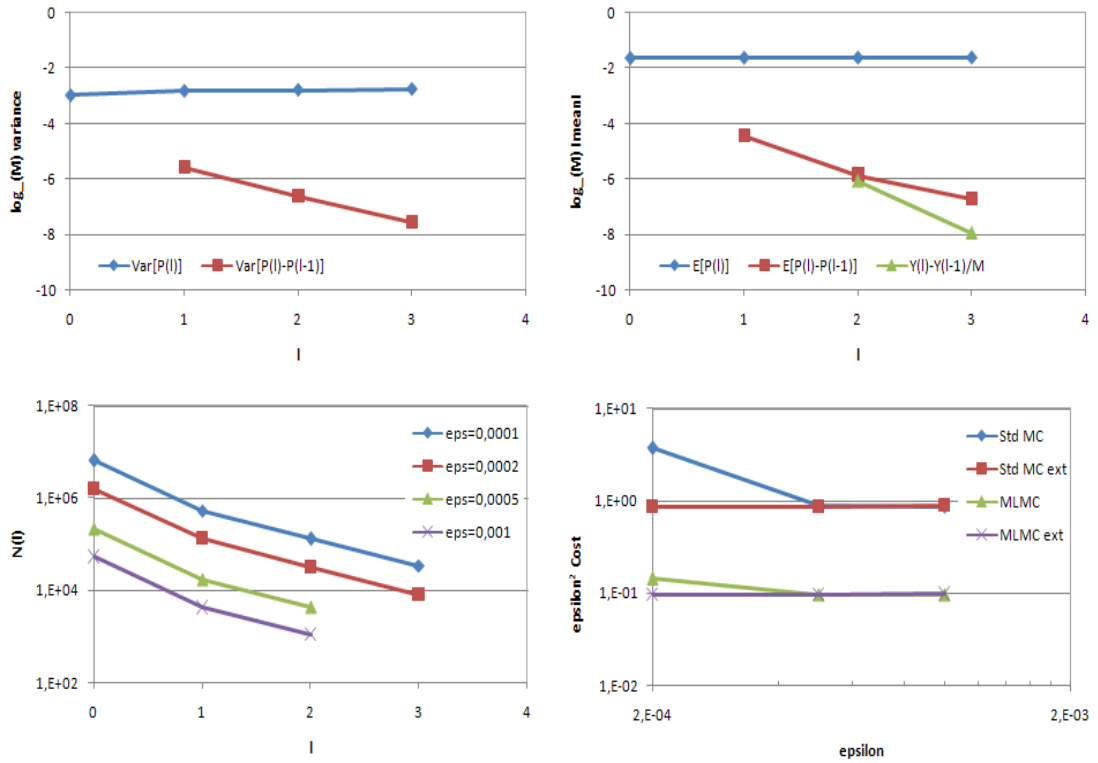 log_(M) variance
0
-2
-4
-6
-8
-10
Var[P(l)]
Var[P(l)-P(l-1)]
0
1
2
3
4
l
log_(M) lmeanl
0
-2
-4
-6
-8
-10
E[P(l)]
E[P(l)-P(l-1)]
Y(l)-Y(l-1)/M
0
1
2
3
4
l
N(l)
1,E+08
1,E+06
1,E+04
1,E+02
eps=0,0001
eps=0,0002
eps=0,0005
eps=0,001
0
1
2
3
4
l
epsilon² Cost
1,E+01
1,E+00
1,E-01
1,E-02
Std MC
Std MC ext
MLMC
MLMC ext
2,E-04
2,E-03
epsilon